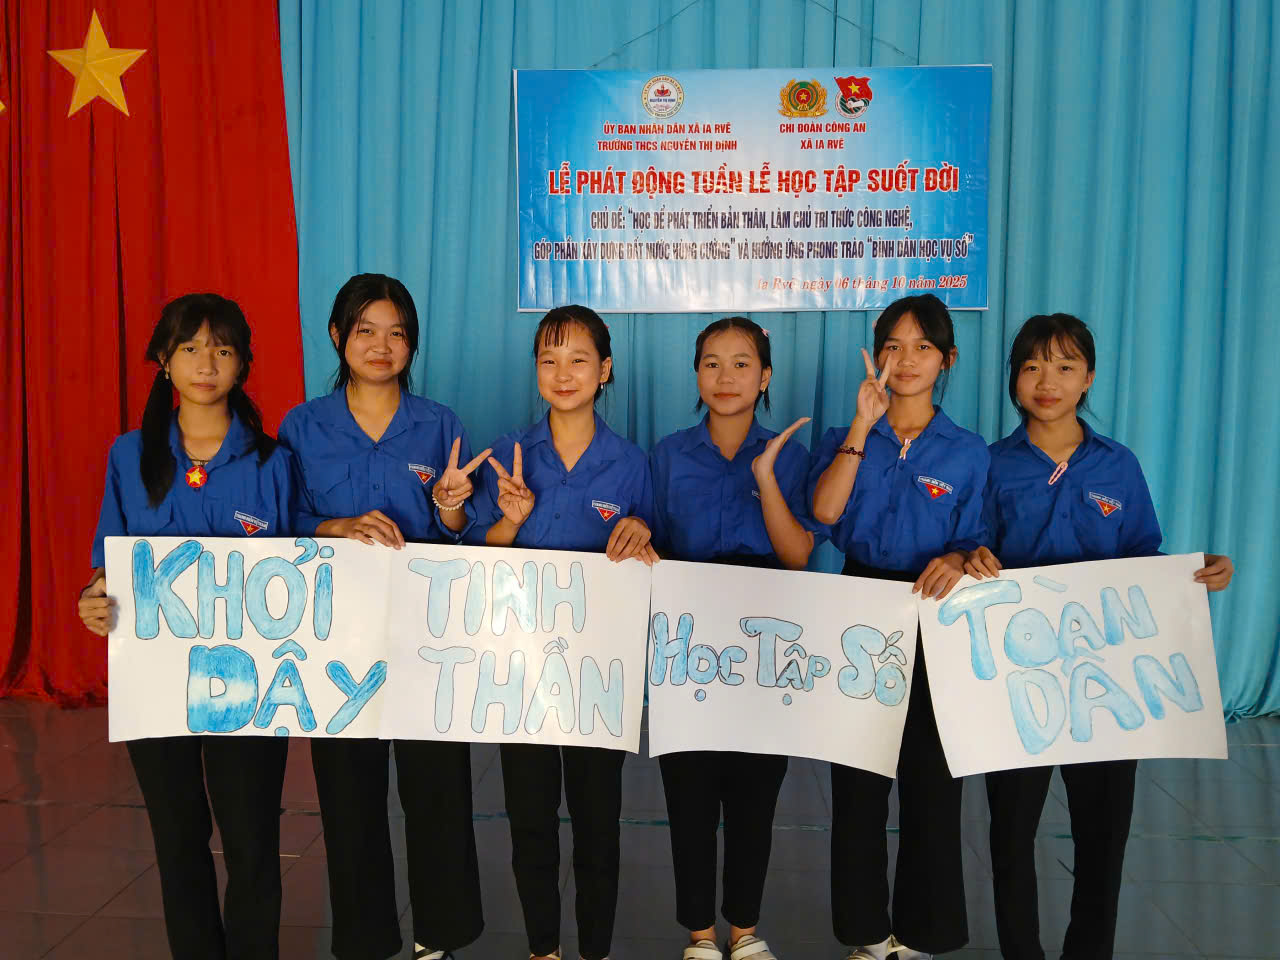 ỦY BAN NHÂN DÂN XÃ IA RVÊ
TRƯỜNG THCS NGUYỄN THỊ ĐỊNH
CHI ĐOÀN CÔNG AN
XÃ IA RVÊ
LỄ PHÁT ĐỘNG TUẦN LỄ HỌC TẬP SUỐT ĐỜI
CHỦ ĐỀ: "HỌC ĐỂ PHÁT TRIỂN BẢN THÂN, LÀM CHỦ TRI THỨC CÔNG NGHỆ,
GÓP PHẦN XÂY DỰNG ĐẤT NƯỚC HÙNG CƯỜNG" VÀ HƯỞNG ỨNG PHONG TRÀO "BÌNH DÂN HỌC VỤ SỐ"
Ia Rvê, ngày 06 tháng 10 năm 2025
KHỞI
DẬY
TINH
THẦN
HỌC TẬP SỐ
TOÀN
DÂN